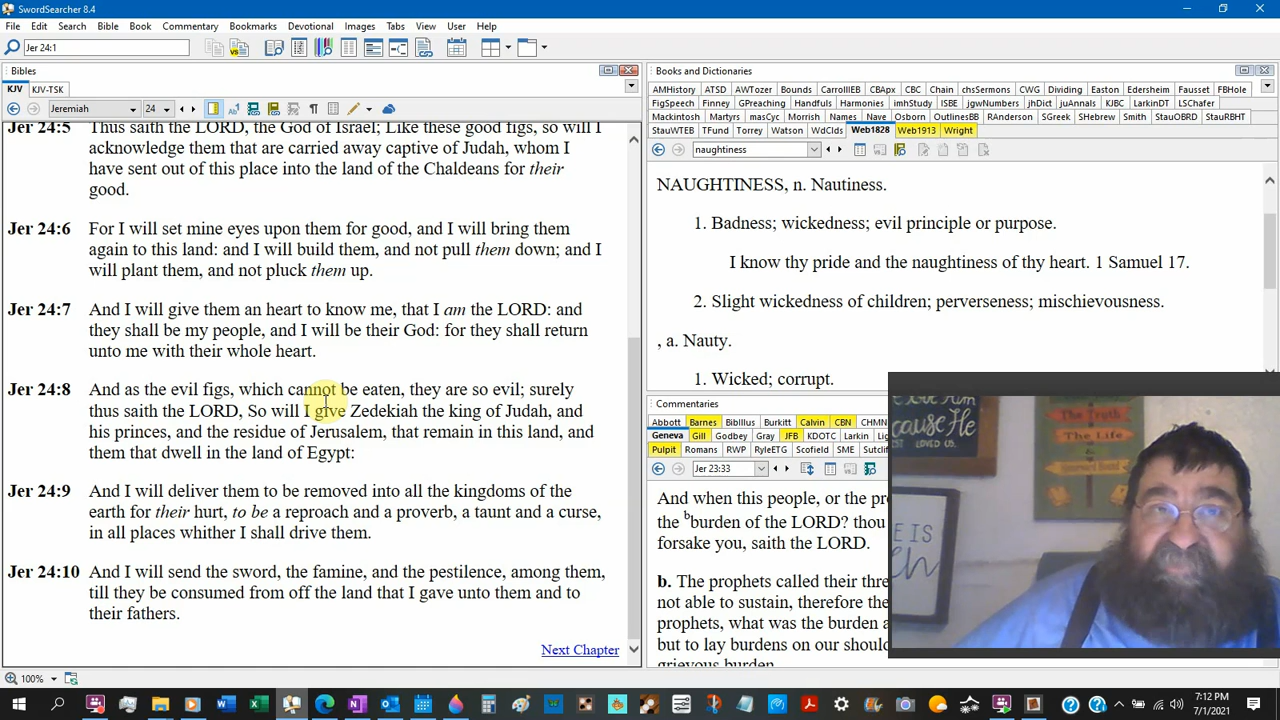 SwordSearcher 8.4
File Edit Search Bible Book Commentary Bookmarks Devotional Images Tabs View User Help
Jer 24:1
Bibles
KJV KJV-TSK
Jeremiah 24
Jer 24:5 Thus saith the LORD, the God of Israel; Like these good figs, so will I
acknowledge them that are carried away captive of Judah, whom I
have sent out of this place into the land of the Chaldeans for their
good.
Jer 24:6 For I will set mine eyes upon them for good, and I will bring them
again to this land: and I will build them, and not pull them down; and I
will plant them, and not pluck them up.
Jer 24:7 And I will give them an heart to know me, that I am the LORD: and
they shall be my people, and I will be their God: for they shall return
unto me with their whole heart.
Jer 24:8 And as the evil figs, which cannot be eaten, they are so evil; surely
thus saith the LORD, So will I give Zedekiah the king of Judah, and
his princes, and the residue of Jerusalem, that remain in this land, and
them that dwell in the land of Egypt:
Jer 24:9 And I will deliver them to be removed into all the kingdoms of the
earth for their hurt, to be a reproach and a proverb, a taunt and a curse,
in all places whither I shall drive them.
Jer 24:10 And I will send the sword, the famine, and the pestilence, among them,
till they be consumed from off the land that I gave unto them and to
their fathers.
Next Chapter
100%
Books and Dictionaries
AMHistory ATSD AWTozer Bounds CarrollIIEB CBApx Chain chsSermons CWG Dividing Easton Edersheim Fausset FBHole
FigSpeech Finney GPreaching Handfuls Harmonies imhStudy ISBE jgwNumbers jhDict juAnnals KJBC LarkinDT LSChafer
Mackintosh Martyrs masCyc Morrish Names Nave Osborn OutlinesBB RAnderson SGreek SHebrew Smith StauOBRD StauRBHT
StauWTEB TFund Torrey Watson WdClds Web1828 Web1913 Wright
naughtiness
NAUGHTINESS, n. Nautiness.
1. Badness; wickedness; evil principle or purpose.
I know thy pride and the naughtiness of thy heart. 1 Samuel 17.
2. Slight wickedness of children; perverseness; mischievousness.
, a. Nauty.
1. Wicked; corrupt.
Commentaries
Abbott Barnes BibIllus Burkitt Calvin CBN CHMN
Geneva Gill Godbey Gray JFB KDOTC Larkin
Pulpit Romans RWP RyleETG Scofield SME
Jer 23:33
And when this people, or the
the bburden of the LORD? thou
forsake you, saith the LORD.
b. The prophets called their
not able to sustain, therefore the
prophets, what was the burden
but to lay burdens on our
grievous burden
Because He
The Truth
The Life
HE IS
7:12 PM
7/1/2021